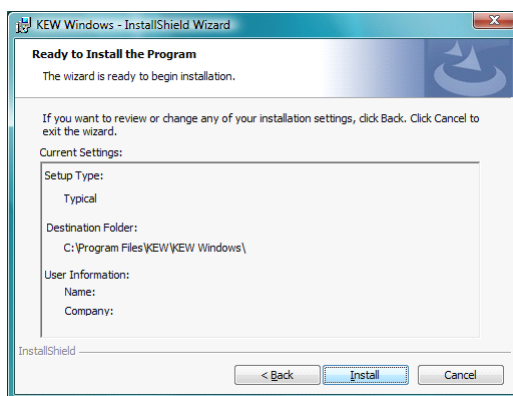 KEW Windows - InstallShield Wizard
Ready to Install the Program
The wizard is ready to begin installation.
If you want to review or change any of your installation settings, click Back. Click Cancel to
exit the wizard.
Current Settings:
Setup Type:
Typical
Destination Folder:
C:\Program Files\KEW\KEW Windows\
User Information:
Name:
Company:
InstallShield
< Back
Install
Cancel